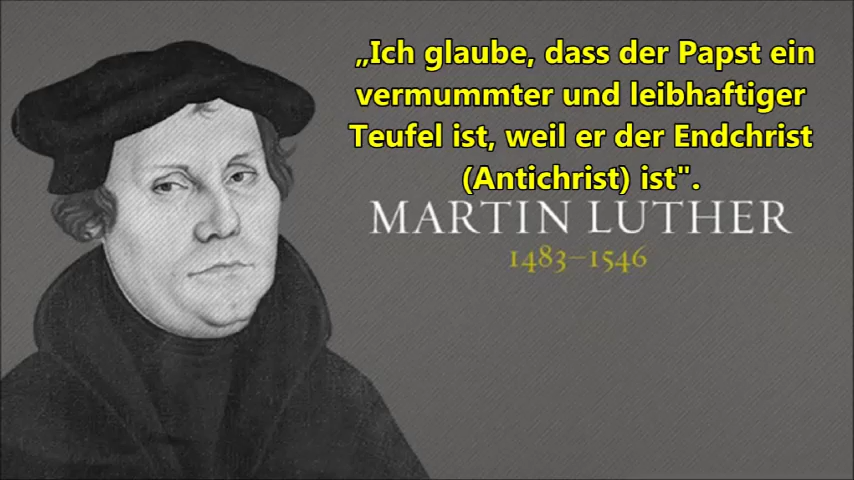 „Ich glaube, dass der Papst ein
vermummter und leibhaftiger
Teufel ist, weil er der Endchrist
(Antichrist) ist".
MARTIN LUTHER
1483–1546